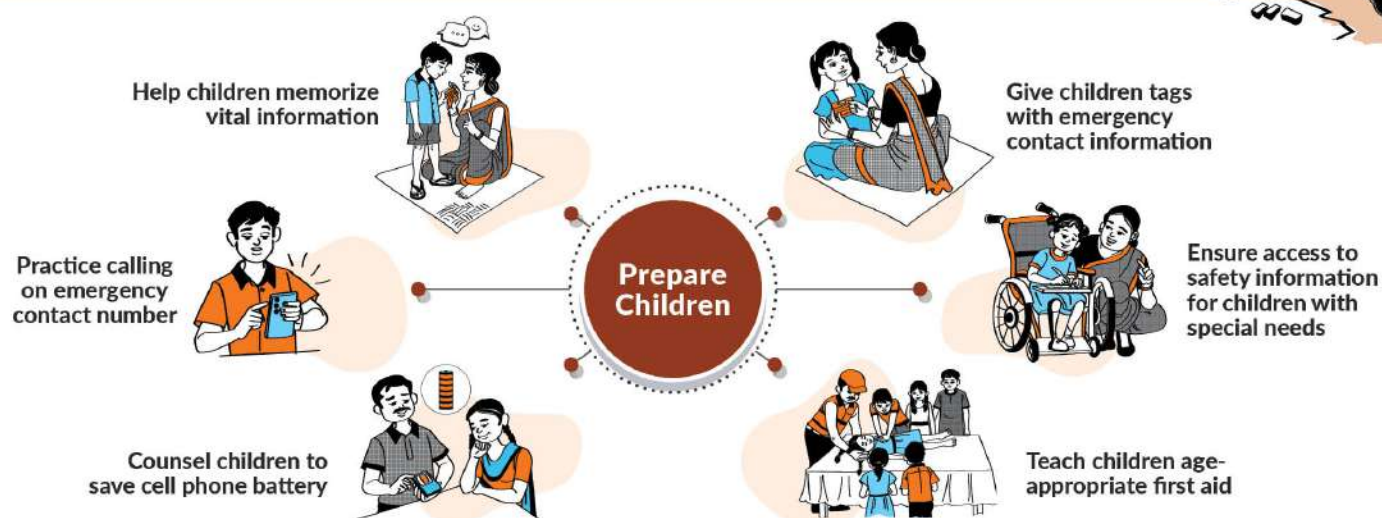 Help children memorize
vital information
Give children tags
with emergency
contact information
Practice calling
on emergency
contact number
Prepare
Children
Ensure access to
safety information
for children with
special needs
Counsel children to
save cell phone battery
Teach children age-
appropriate first aid